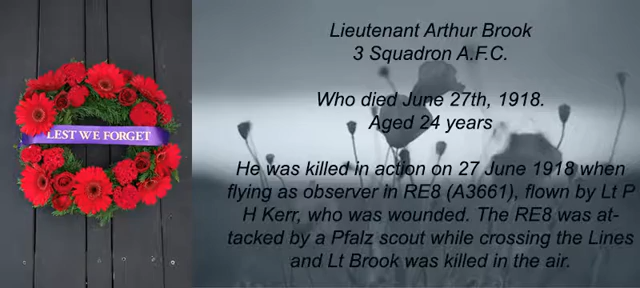 LEST WE FORGET
Lieutenant Arthur Brook
3 Squadron A.F.C.
Who died June 27th, 1918.
Aged 24 years
He was killed in action on 27 June 1918 when
flying as observer in RE8 (A3661), flown by Lt P
H Kerr, who was wounded. The RE8 was at-
tacked by a Pfalz scout while crossing the Lines
and Lt Brook was killed in the air.